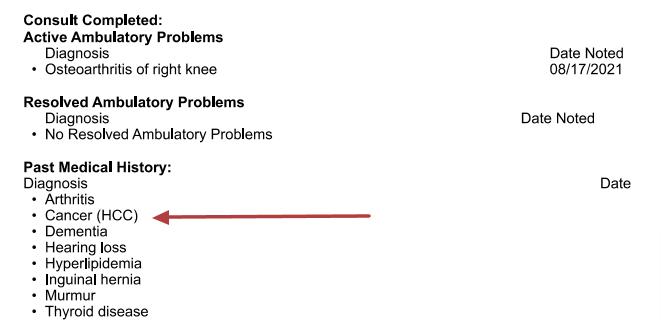 Consult Completed:
Active Ambulatory Problems
Diagnosis Date Noted
• Osteoarthritis of right knee 08/17/2021
Resolved Ambulatory Problems
Diagnosis Date Noted
• No Resolved Ambulatory Problems
Past Medical History:
Diagnosis Date
• Arthritis
• Cancer (HCC)
• Dementia
• Hearing loss
• Hyperlipidemia
• Inguinal hernia
• Murmur
• Thyroid disease